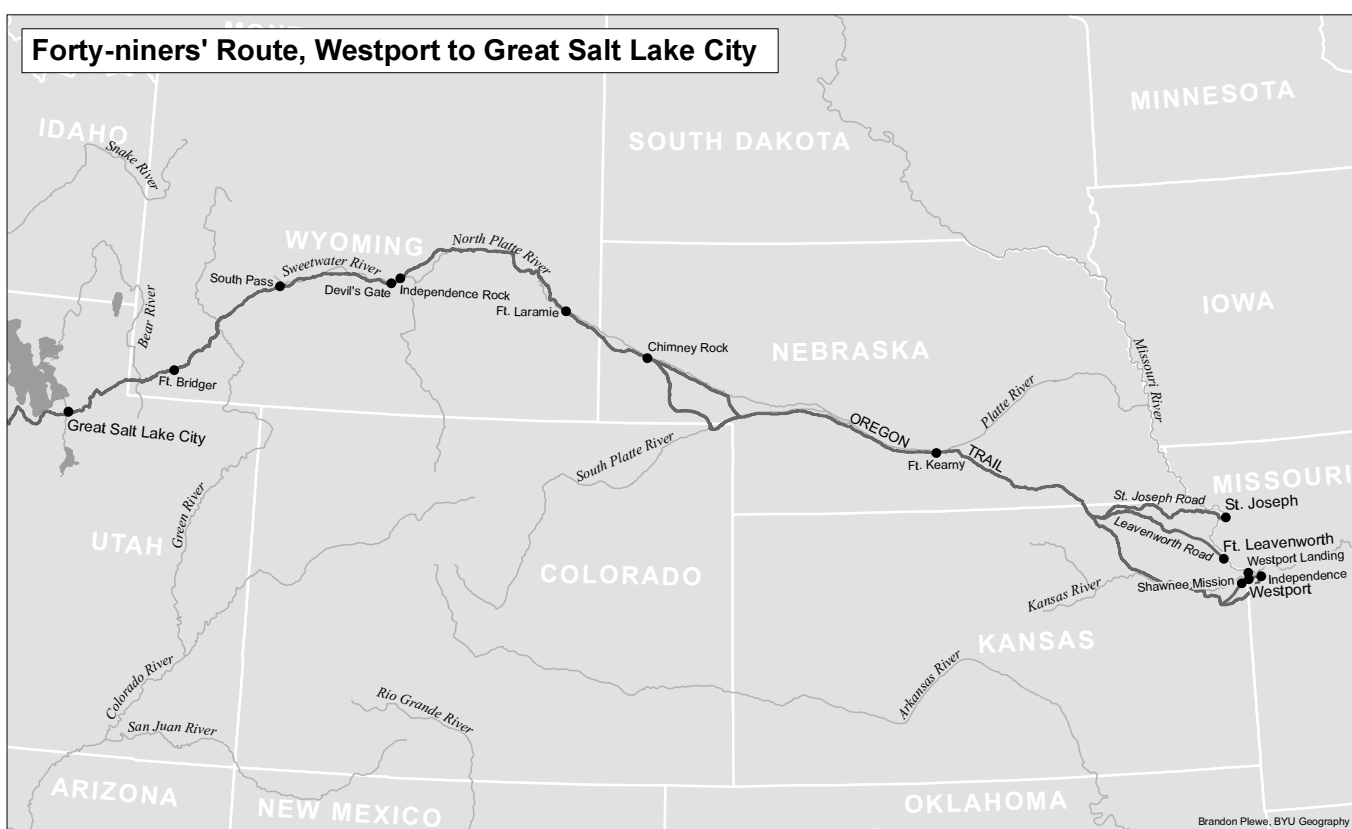 Forty-niners' Route, Westport to Great Salt Lake City
MINNESOTA
IDAHO
SOUTH DAKOTA
Snake River
WYOMING
North Platte River
South Pass
Sweetwater River
Devil's Gate
Independence Rock
Ft. Laramie
IOWA
Bear River
Chimney Rock
NEBRASKA
Missouri River
Ft. Bridger
Platte River
Great Salt Lake City
OREGON
TRAIL
South Platte River
Ft. Kearny
MISSOURI
St. Joseph Road
St. Joseph
Green River
Leavenworth Road
UTAH
Ft. Leavenworth
Westport Landing
COLORADO
Shawnee Mission
Independence
Westport
Kansas River
KANSAS
Colorado River
Arkansas River
Rio Grande River
San Juan River
ARIZONA
NEW MEXICO
OKLAHOMA
Brandon Plewe, BYU Geography